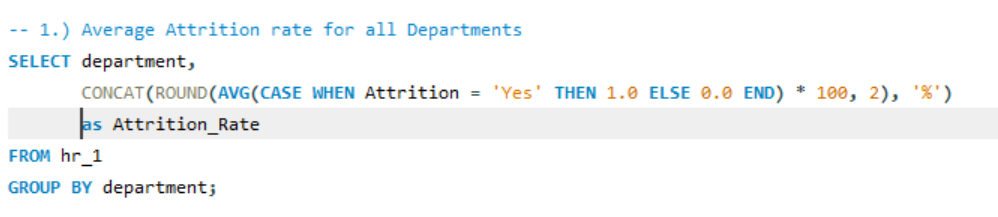 -- 1.) Average Attrition rate for all Departments
SELECT department,
CONCAT(ROUND(AVG(CASE WHEN Attrition = 'Yes' THEN 1.0 ELSE 0.0 END) * 100, 2), '%')
as Attrition_Rate
FROM hr_1
GROUP BY department;